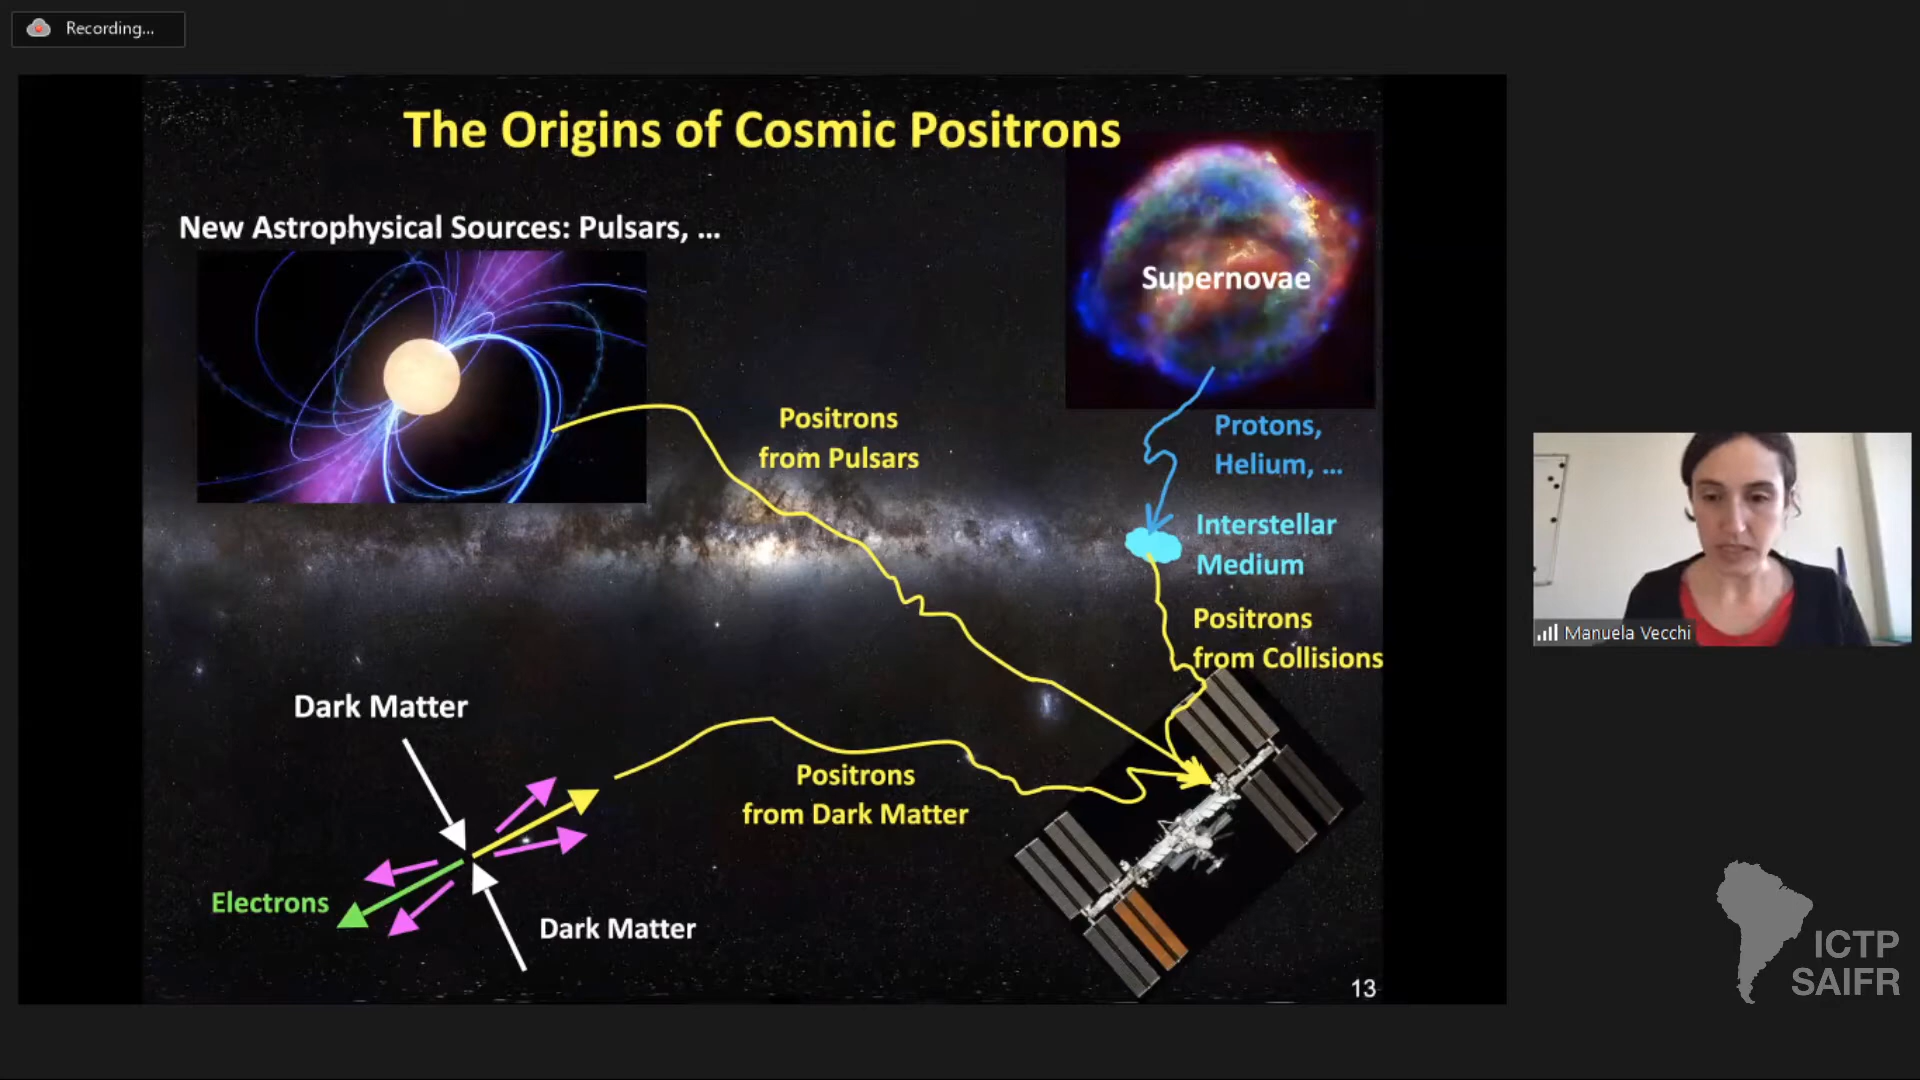 Recording...
The Origins of Cosmic Positrons
New Astrophysical Sources: Pulsars, ...
Supernovae
Positrons
from Pulsars
Protons,
Helium, ...
Interstellar
Medium
Positrons
from Collisions
Dark Matter
Positrons
from Dark Matter
Electrons
Dark Matter
13
Manuela Vecchi
ICTP
SAIFR